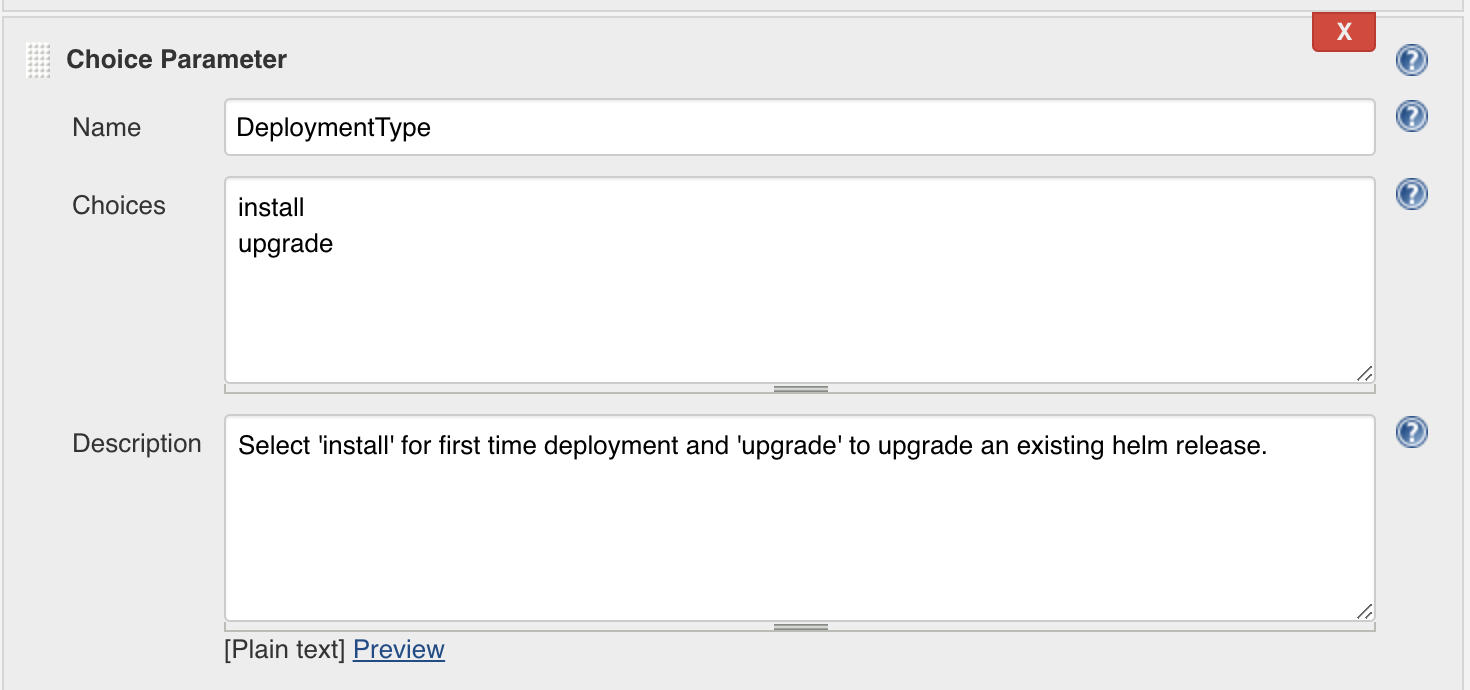 X
Choice Parameter
?
Name
DeploymentType
?
Choices
install
upgrade
?
Description
Select 'install' for first time deployment and 'upgrade' to upgrade an existing helm release.
?
[Plain text] Preview